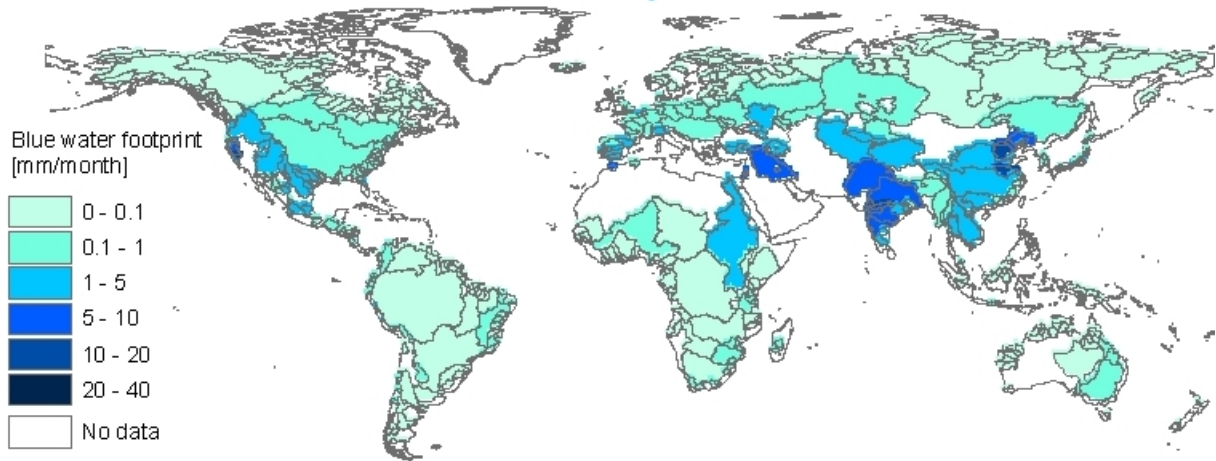 Blue water footprint
[mm/month]
0 - 0.1
0.1 - 1
1 - 5
5 - 10
10 - 20
20 - 40
No data